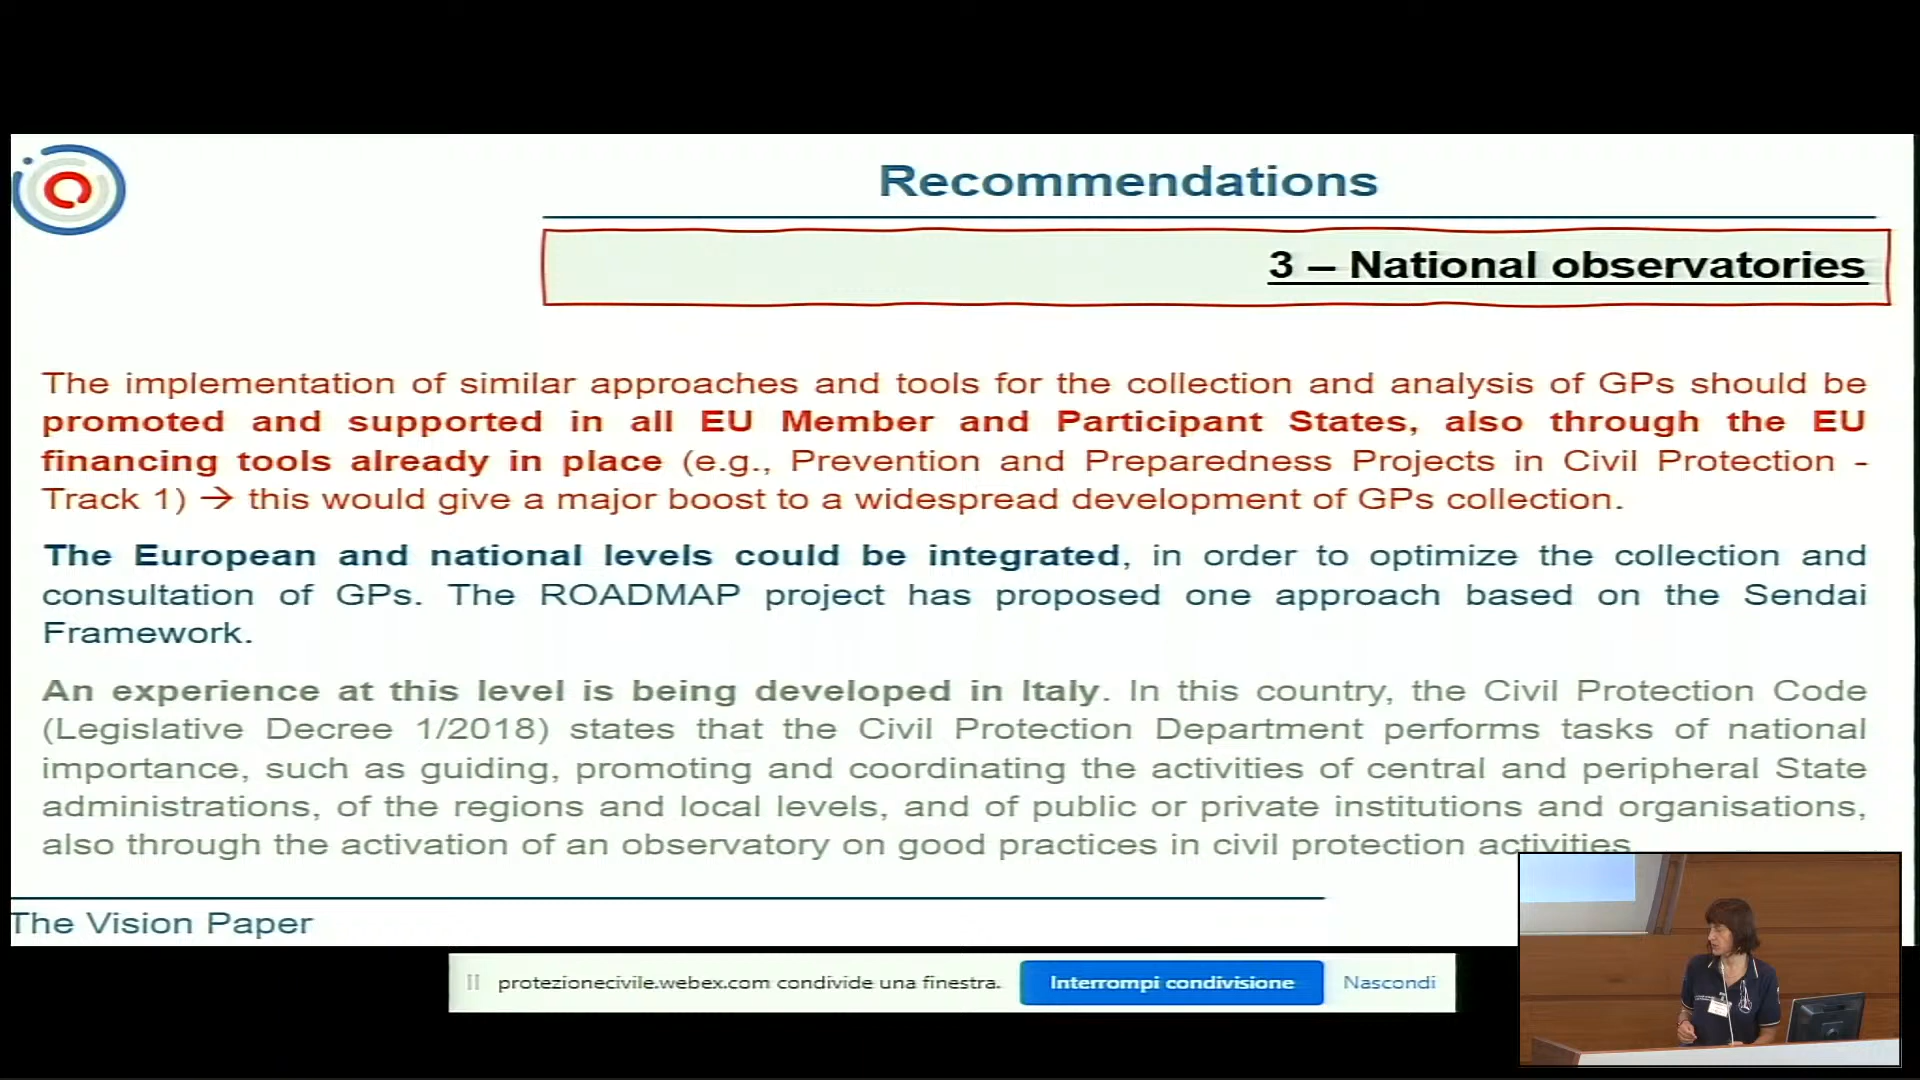 Recommendations
3 – National observatories
The implementation of similar approaches and tools for the collection and analysis of GPs should be
promoted and supported in all EU Member and Participant States, also through the EU
financing tools already in place (e.g., Prevention and Preparedness Projects in Civil Protection -
Track 1) → this would give a major boost to a widespread development of GPs collection.
The European and national levels could be integrated, in order to optimize the collection and
consultation of GPs. The ROADMAP project has proposed one approach based on the Sendai
Framework.
An experience at this level is being developed in Italy. In this country, the Civil Protection Code
(Legislative Decree 1/2018) states that the Civil Protection Department performs tasks of national
importance, such as guiding, promoting and coordinating the activities of central and peripheral State
administrations, of the regions and local levels, and of public or private institutions and organisations,
also through the activation of an observatory on good practices in civil protection activities
The Vision Paper
protezionecivile.webex.com condivide una finestra.
Interrompi condivisione
Nascondi